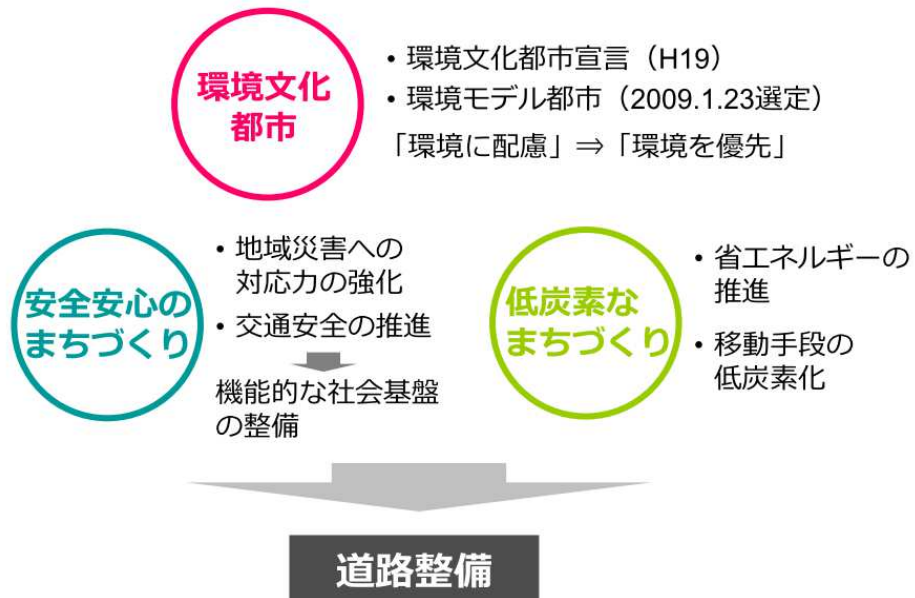 環境文化
都市
• 環境文化都市宣言（H19）
• 環境モデル都市（2009.1.23選定）
「環境に配慮」⇒「環境を優先」
安全安心の
まちづくり
• 地域災害への
対応力の強化
• 交通安全の推進
機能的な社会基盤
の整備
低炭素な
まちづくり
• 省エネルギーの
推進
• 移動手段の
低炭素化
道路整備